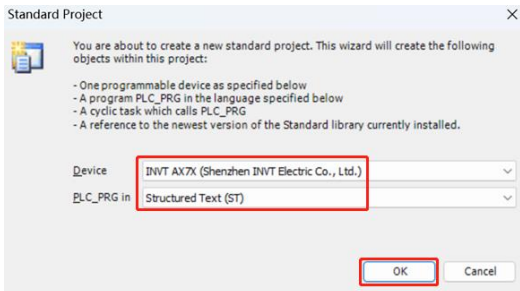 Standard Project
You are about to create a new standard project. This wizard will create the following
objects within this project:
- One programmable device as specified below
- A program PLC_PRG in the language specified below
- A cyclic task which calls PLC_PRG
- A reference to the newest version of the Standard library currently installed.
Device INVT AX7X (Shenzhen INVT Electric Co., Ltd.)
PLC_PRG in Structured Text (ST)
OK Cancel